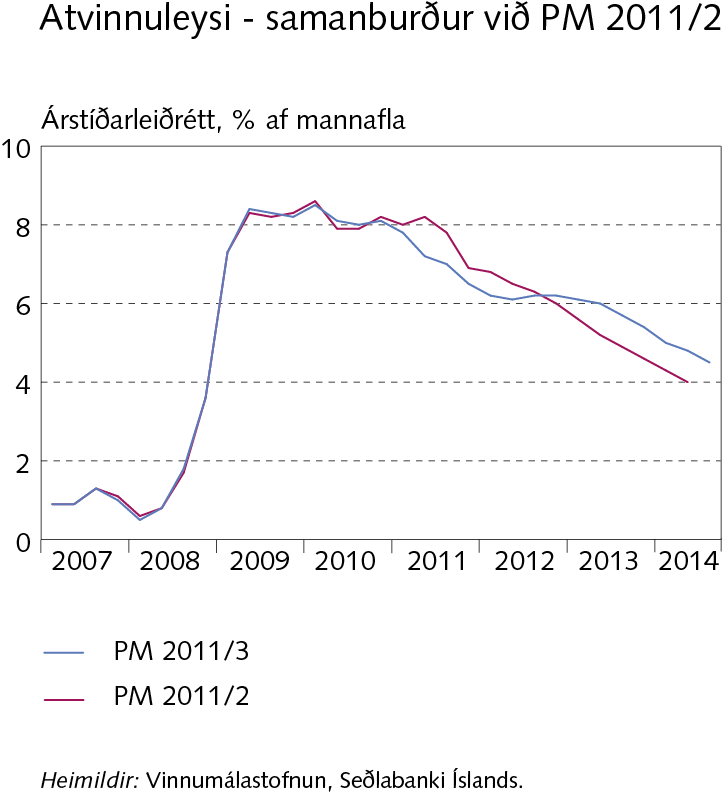 Atvinnuleysi - samanburður við PM 2011/2
Árstíðarleiðrétt, % af mannafla
10
8
6
4
2
0
2007 2008 2009 2010 2011 2012 2013 2014
PM 2011/3
PM 2011/2
Heimildir: Vinnumálastofnun, Seðlabanki Íslands.